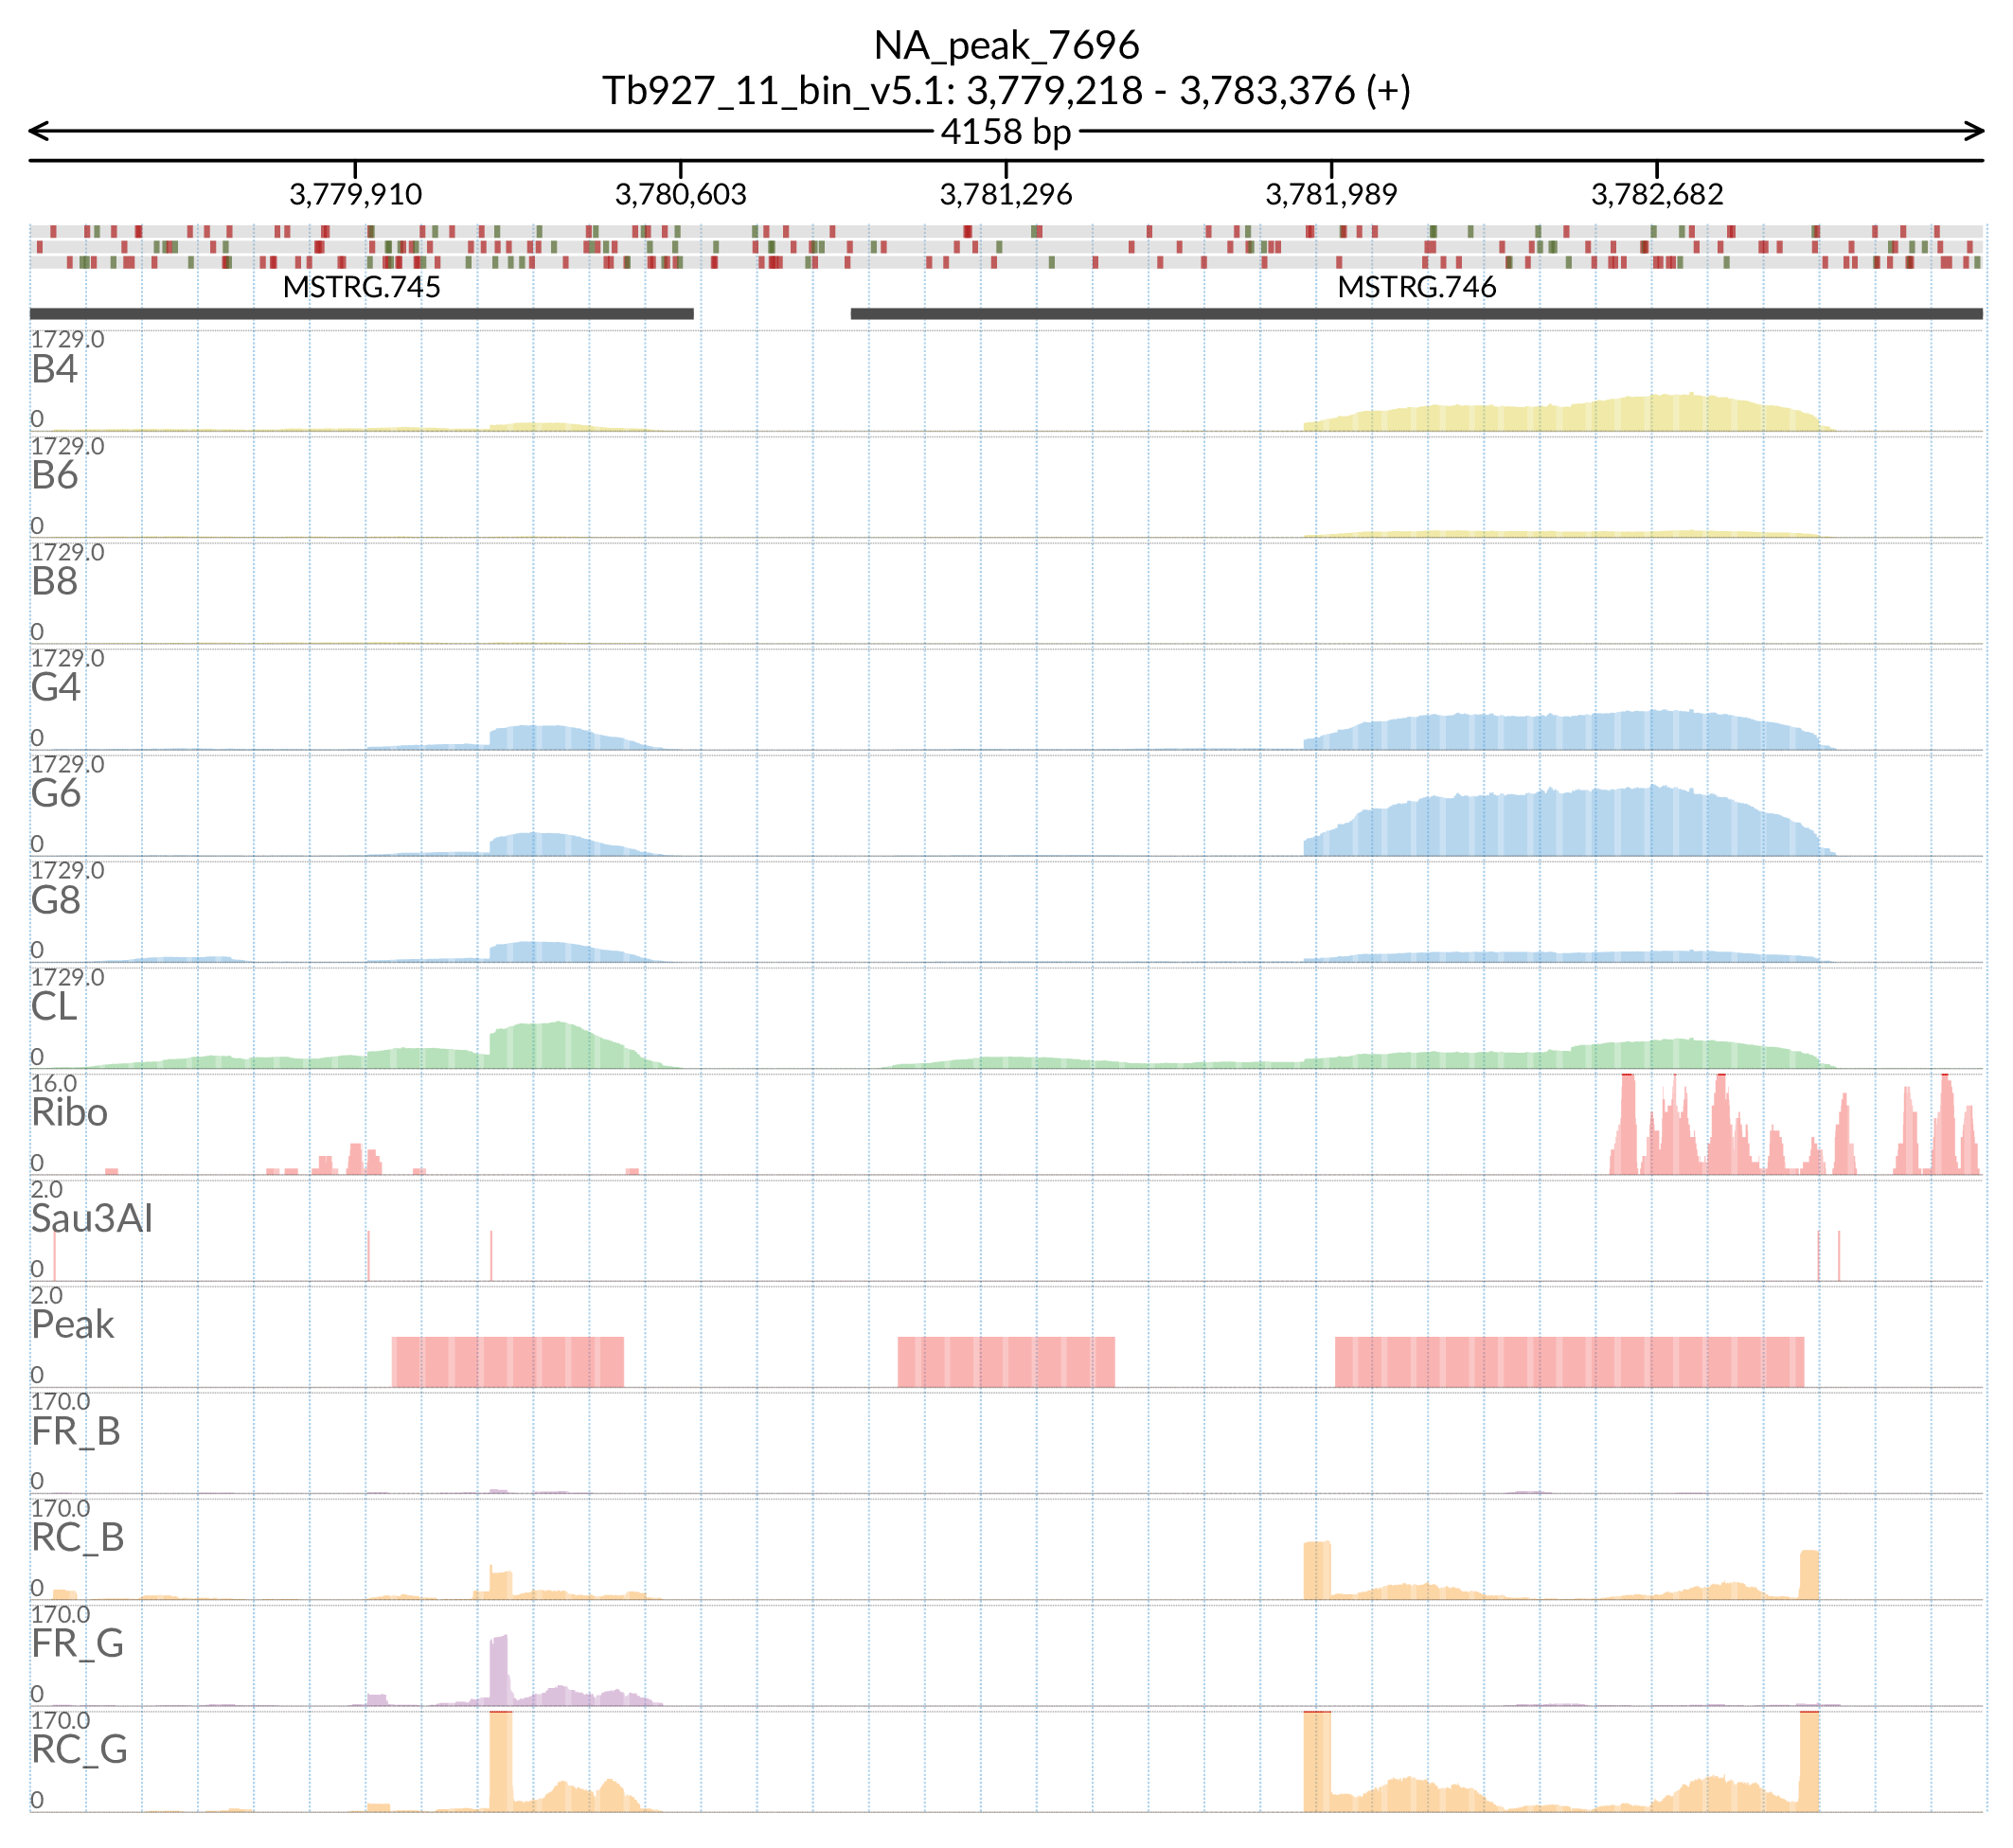 NA_peak_7696
Tb927_11_bin_v5.1: 3,779,218 - 3,783,376 (+)
4158 bp
3,779,910 3,780,603 3,781,296 3,781,989 3,782,682
MSTRG.745 MSTRG.746
1729.0
B4
0
1729.0
B6
0
1729.0
B8
0
1729.0
G4
0
1729.0
G6
0
1729.0
G8
0
1729.0
CL
0
16.0
Ribo
0
2.0
Sau3AI
0
2.0
Peak
0
170.0
FR_B
0
170.0
RC_B
0
170.0
FR_G
0
170.0
RC_G
0